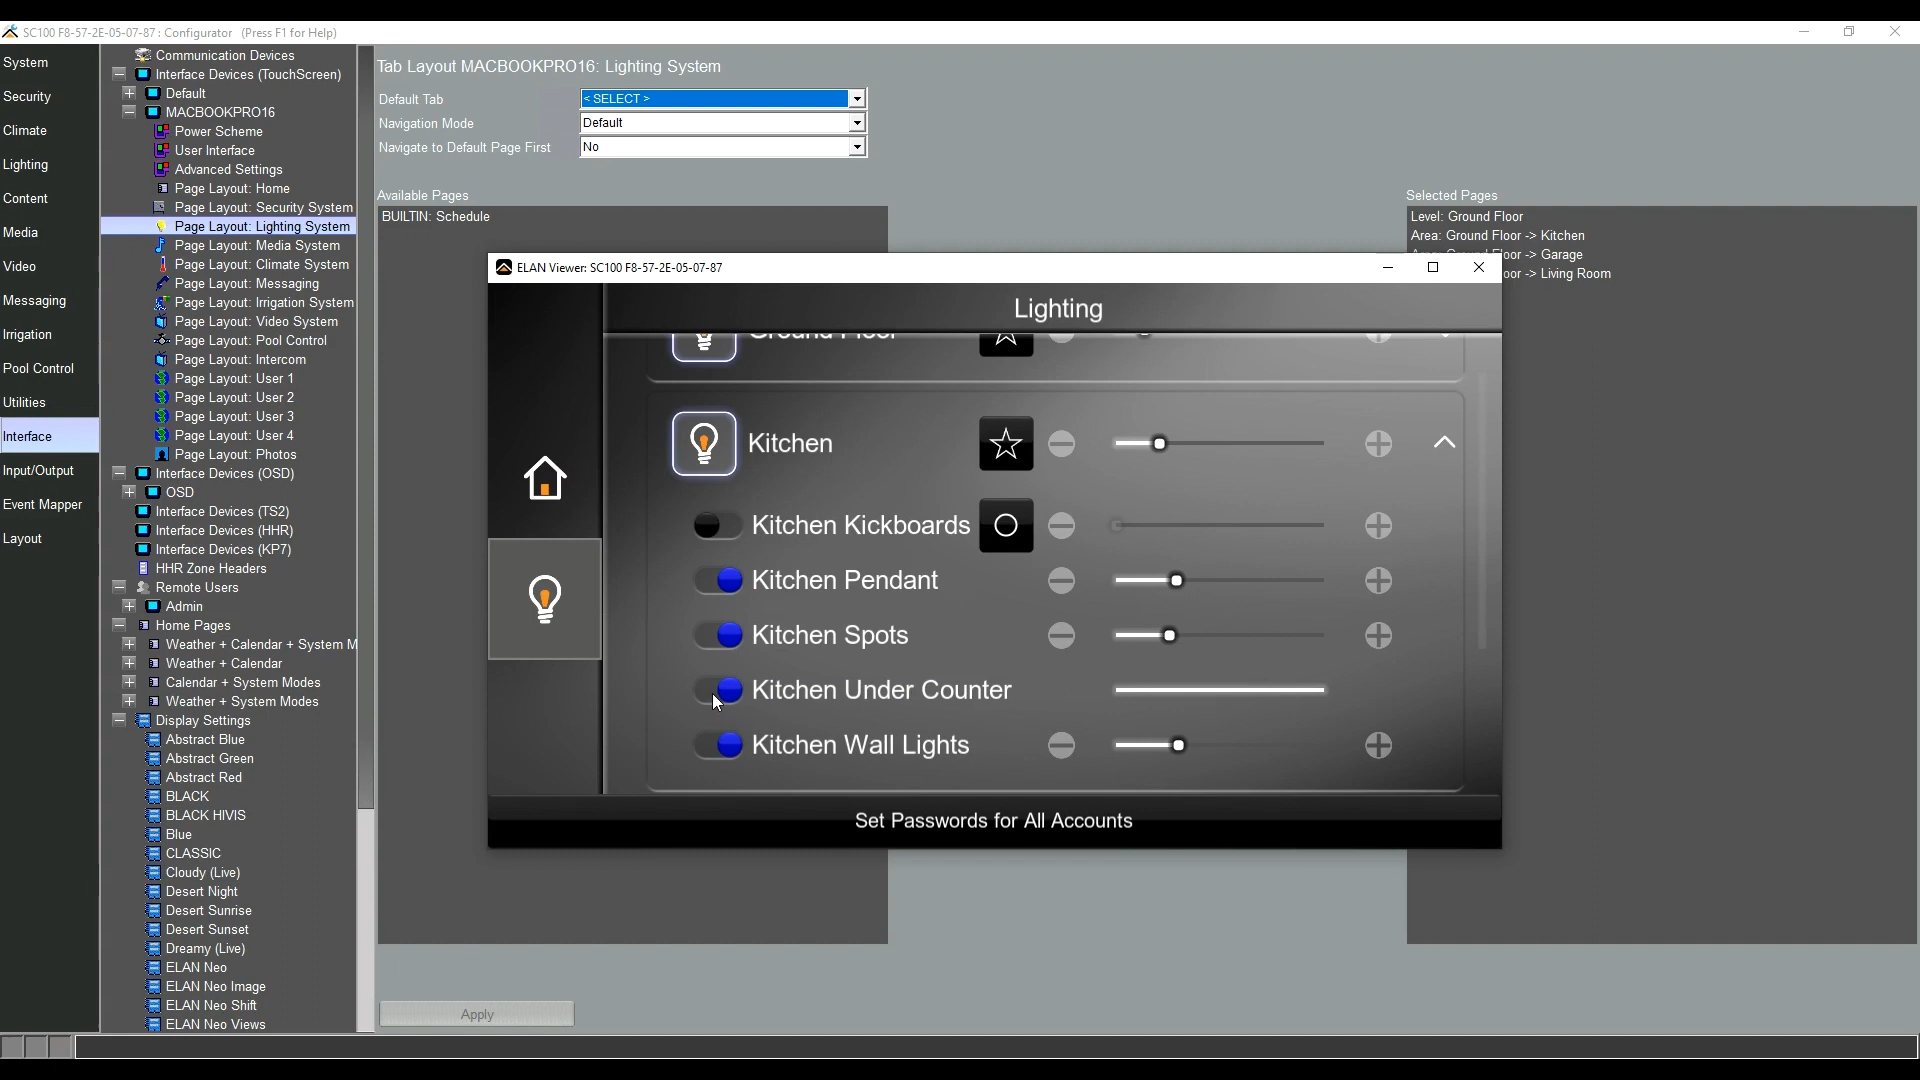 SC100 F8-57-2E-05-07-87 : Configurator (Press F1 for Help)
System
Security
Climate
Lighting
Content
Media
Video
Messaging
Irrigation
Pool Control
Utilities
Interface
Input/Output
Event Mapper
Layout
Communication Devices
Interface Devices (TouchScreen)
Default
MACBOOKPRO16
Power Scheme
User Interface
Advanced Settings
Page Layout: Home
Page Layout: Security System
Page Layout: Lighting System
Page Layout: Media System
Page Layout: Climate System
Page Layout: Messaging
Page Layout: Irrigation System
Page Layout: Video System
Page Layout: Pool Control
Page Layout: Intercom
Page Layout: User 1
Page Layout: User 2
Page Layout: User 3
Page Layout: User 4
Page Layout: Photos
Interface Devices (OSD)
OSD
Interface Devices (TS2)
Interface Devices (HHR)
Interface Devices (KP7)
HHR Zone Headers
Remote Users
Admin
Home Pages
Weather + Calendar + System M
Weather + Calendar
Calendar + System Modes
Weather + System Modes
Display Settings
Abstract Blue
Abstract Green
Abstract Red
BLACK
BLACK HIVIS
Blue
CLASSIC
Cloudy (Live)
Desert Night
Desert Sunrise
Desert Sunset
Dreamy (Live)
ELAN Neo
ELAN Neo Image
ELAN Neo Shift
ELAN Neo Views
Tab Layout MACBOOKPRO16: Lighting System
Default Tab < SELECT >
Navigation Mode Default
Navigate to Default Page First No
Available Pages
BUILTIN: Schedule
Selected Pages
Level: Ground Floor
Area: Ground Floor -> Kitchen
oor -> Garage
oor -> Living Room
ELAN Viewer: SC100 F8-57-2E-05-07-87
Lighting
Ground Floor
Kitchen
Kitchen Kickboards
Kitchen Pendant
Kitchen Spots
Kitchen Under Counter
Kitchen Wall Lights
Set Passwords for All Accounts
Apply